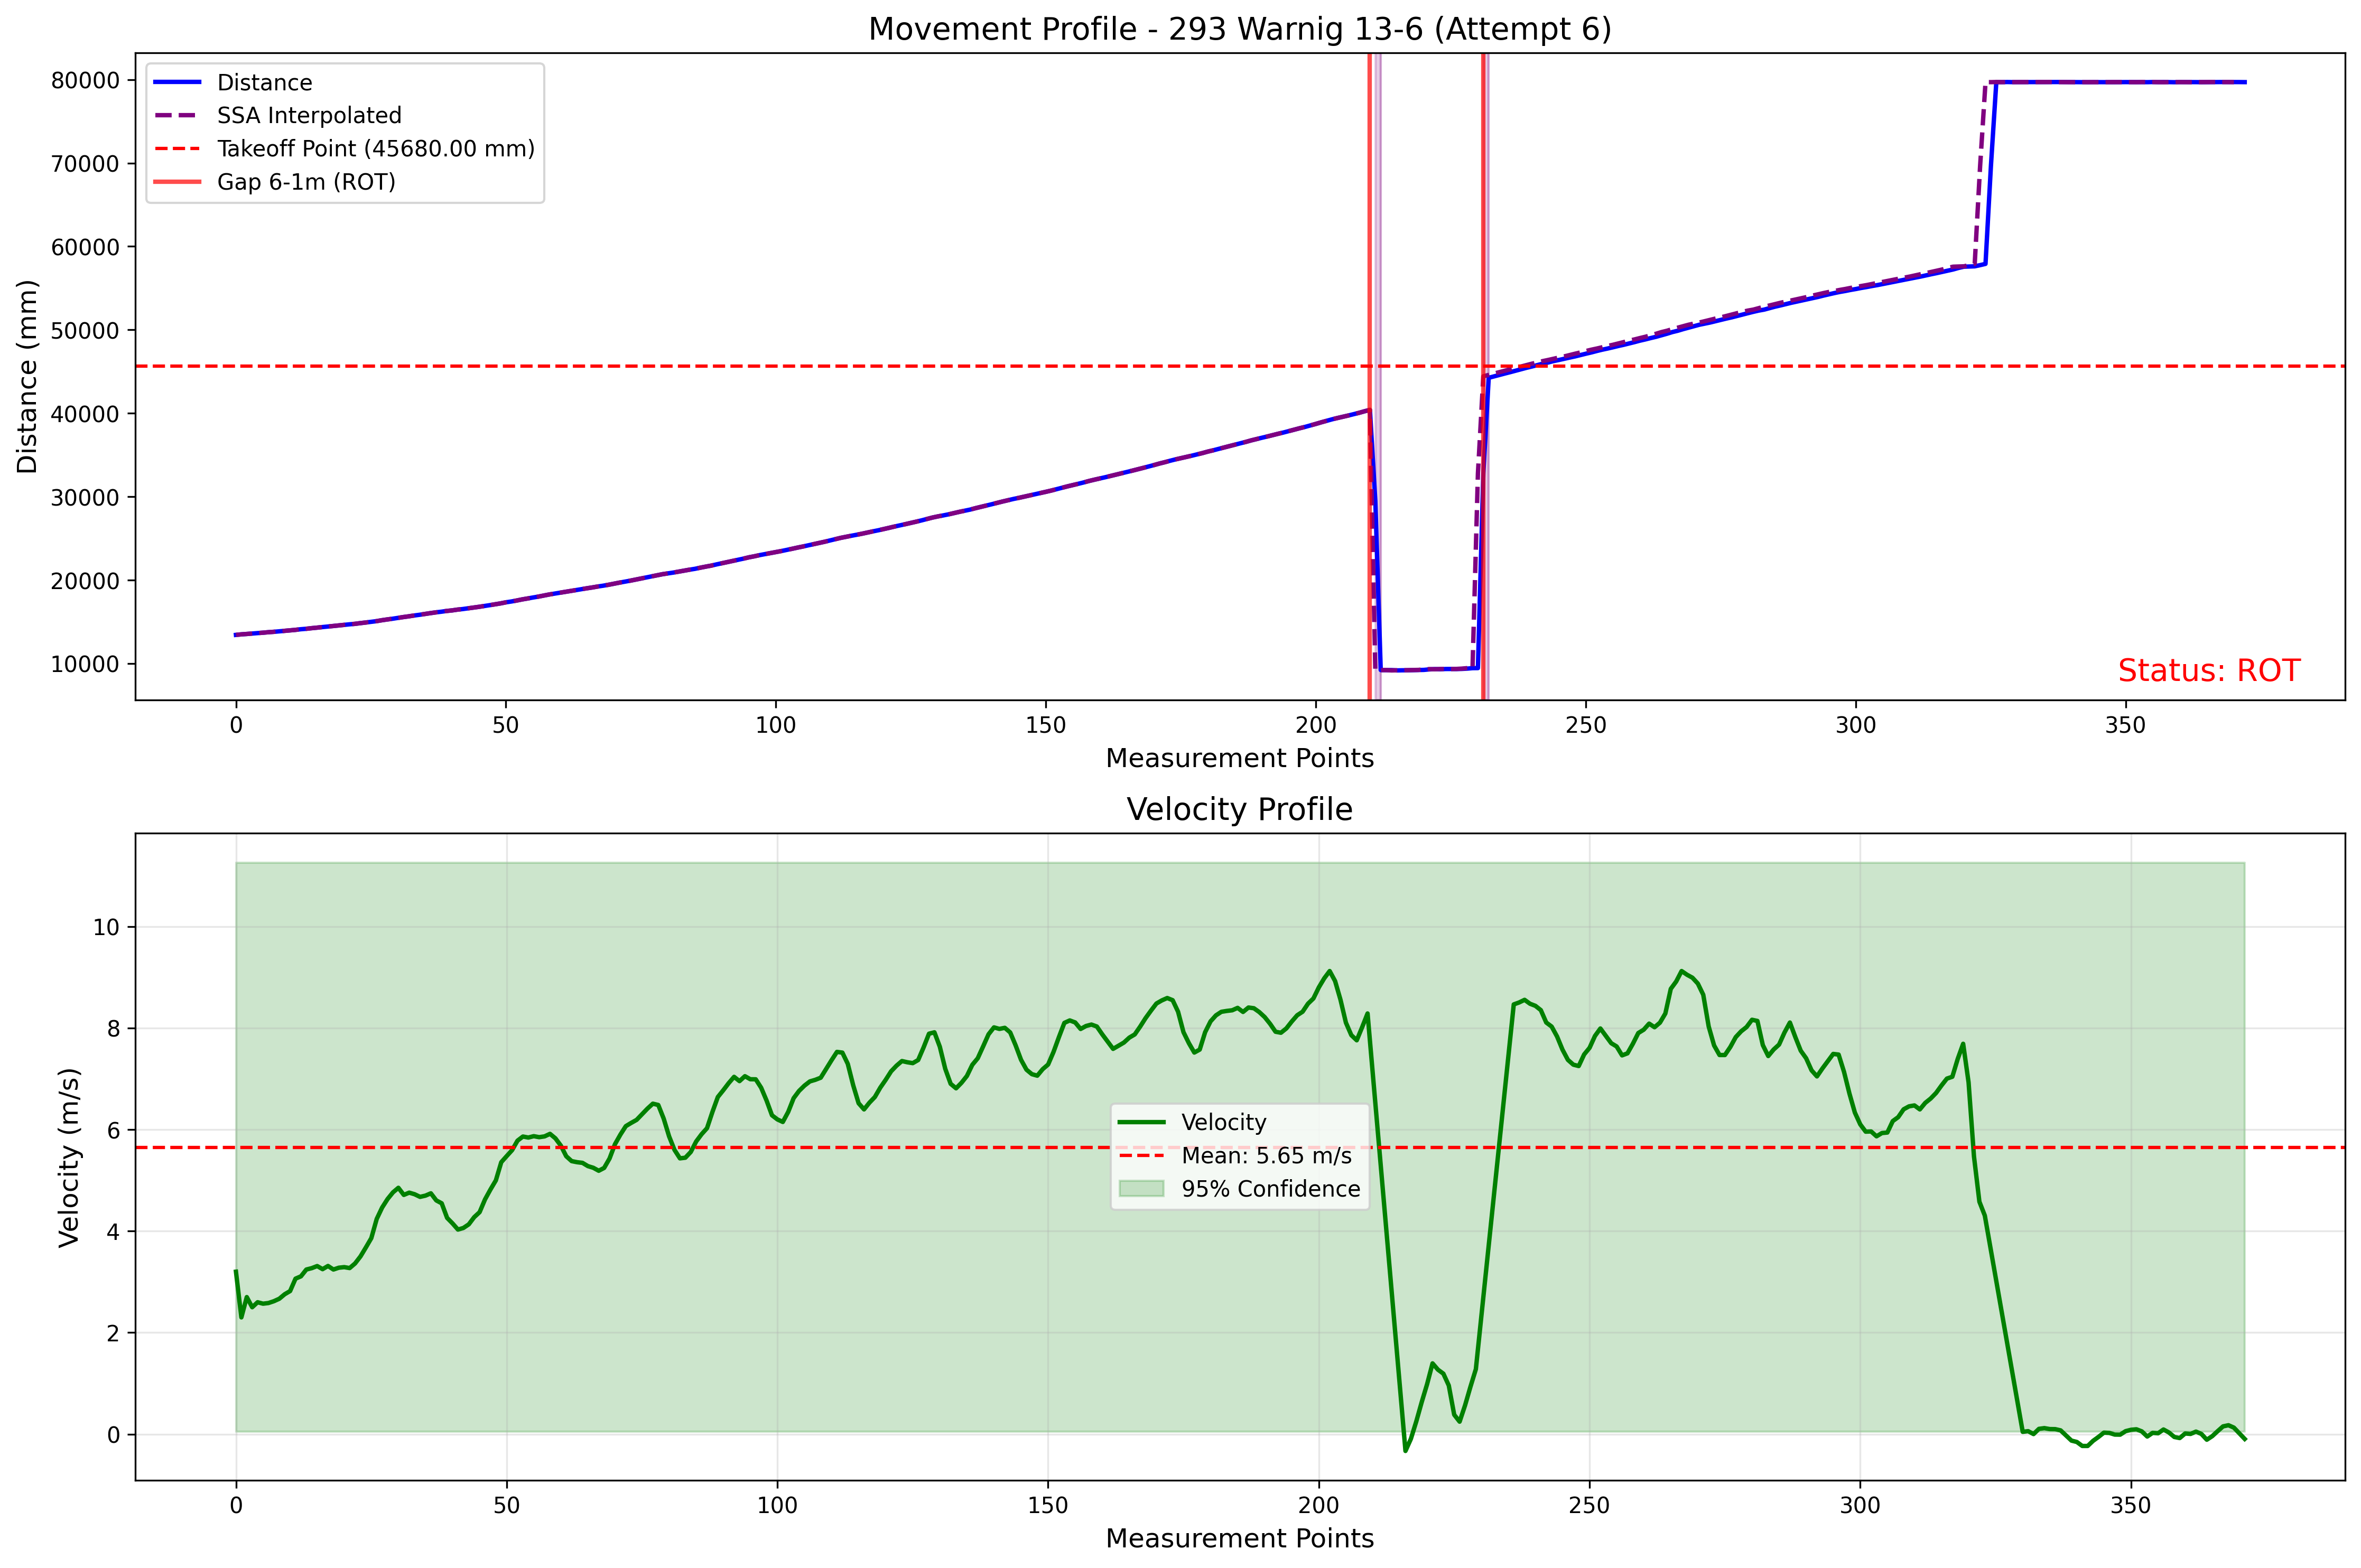 Movement Profile - 293 Warnig 13-6 (Attempt 6)
Distance
SSA Interpolated
Takeoff Point (45680.00 mm)
Gap 6-1m (ROT)
Distance (mm)
80000
70000
60000
50000
40000
30000
20000
10000
Status: ROT
0 50 100 150 200 250 300 350
Measurement Points
Velocity Profile
Velocity (m/s)
10
8
6
4
2
0
Velocity
Mean: 5.65 m/s
95% Confidence
0 50 100 150 200 250 300 350
Measurement Points